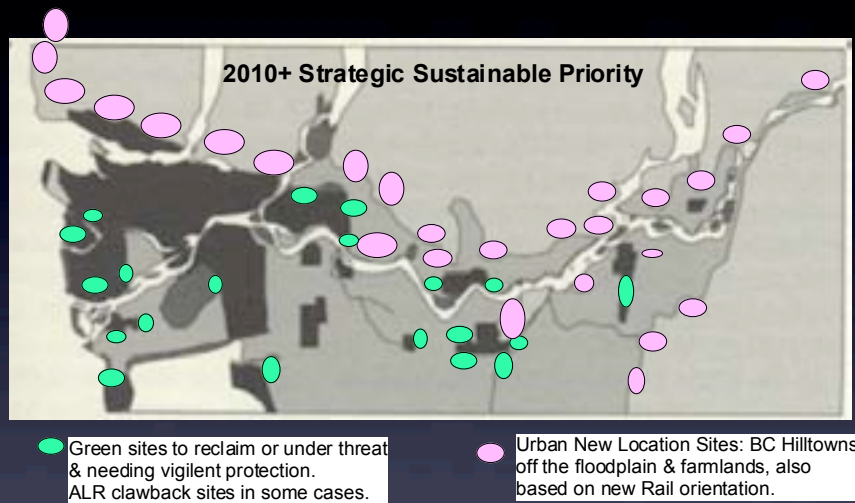 2010+ Strategic Sustainable Priority
Green sites to reclaim or under threat
& needing vigilent protection.
ALR clawback sites in some cases.
Urban New Location Sites: BC Hilltowns
off the floodplain & farmlands, also
based on new Rail orientation.